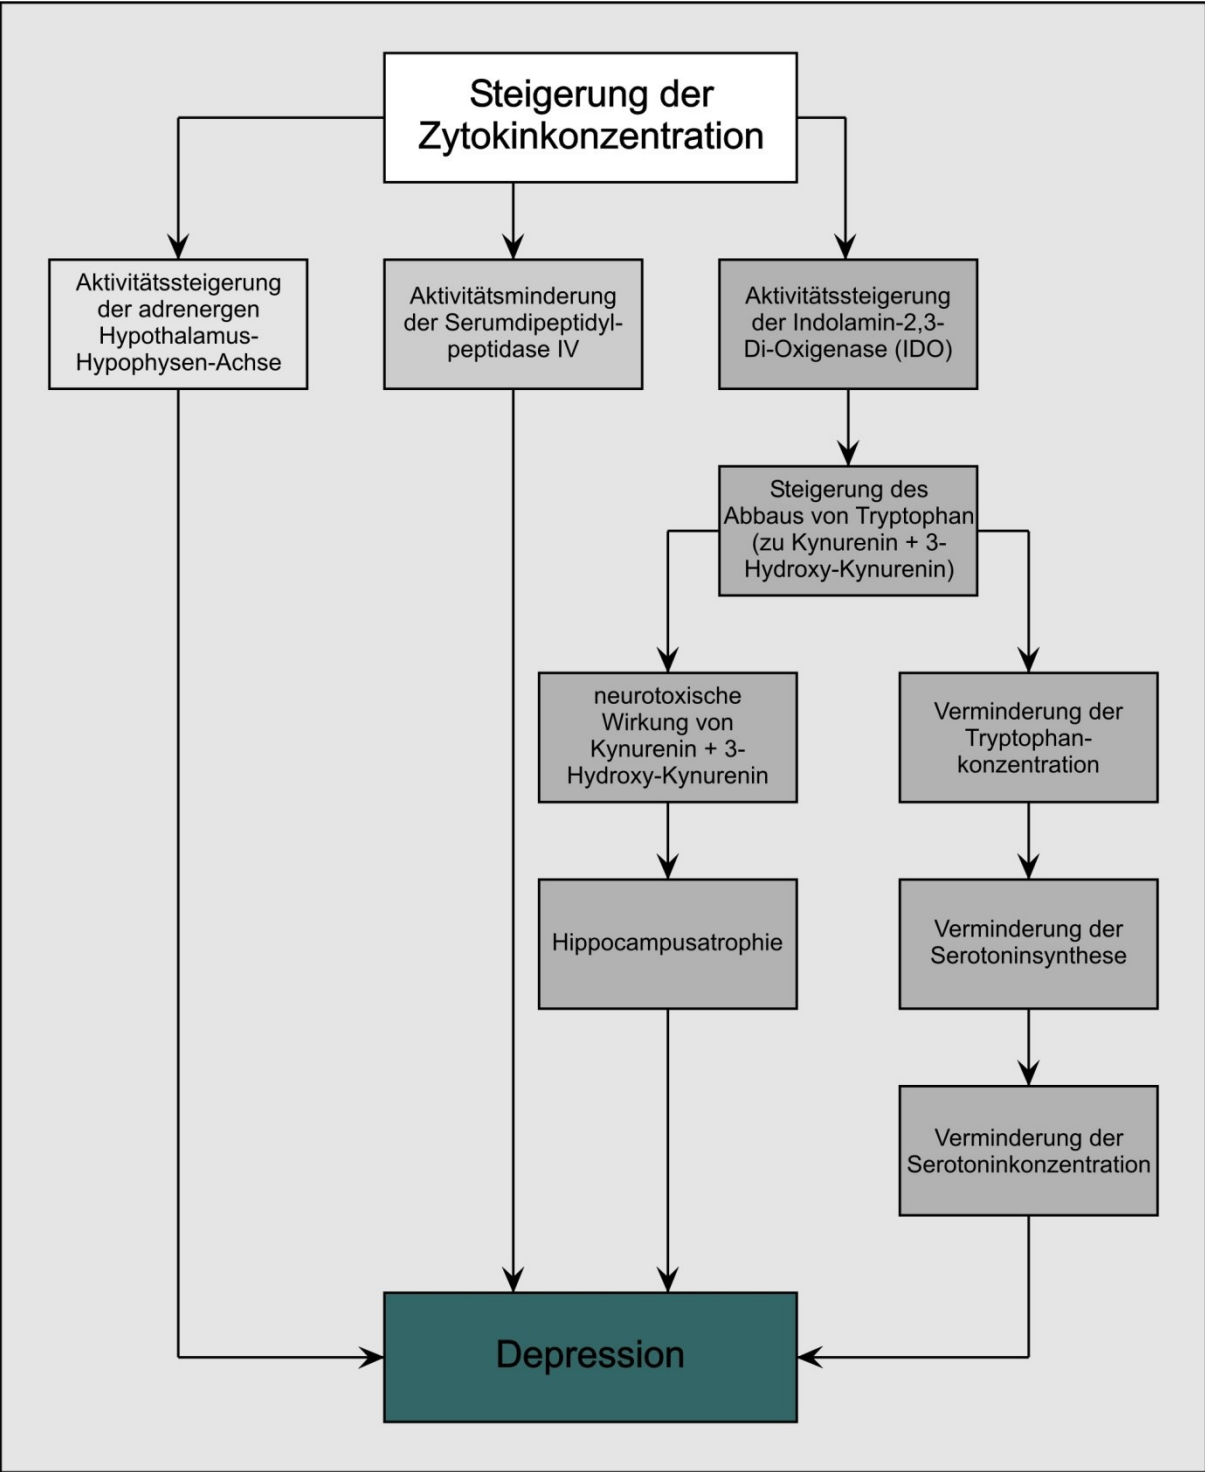 Steigerung der
Zytokinkonzentration
Aktivitätssteigerung
der adrenergen
Hypothalamus-
Hypophysen-Achse
Aktivitätsminderung
der Serumdipeptidyl-
peptidase IV
Aktivitätssteigerung
der Indolamin-2,3-
Di-Oxigenase (IDO)
Steigerung des
Abbaus von Tryptophan
(zu Kynurenin + 3-
Hydroxy-Kynurenin)
neurotoxische
Wirkung von
Kynurenin + 3-
Hydroxy-Kynurenin
Verminderung der
Tryptophan-
konzentration
Hippocampusatrophie
Verminderung der
Serotoninsynthese
Verminderung der
Serotoninkonzentration
Depression